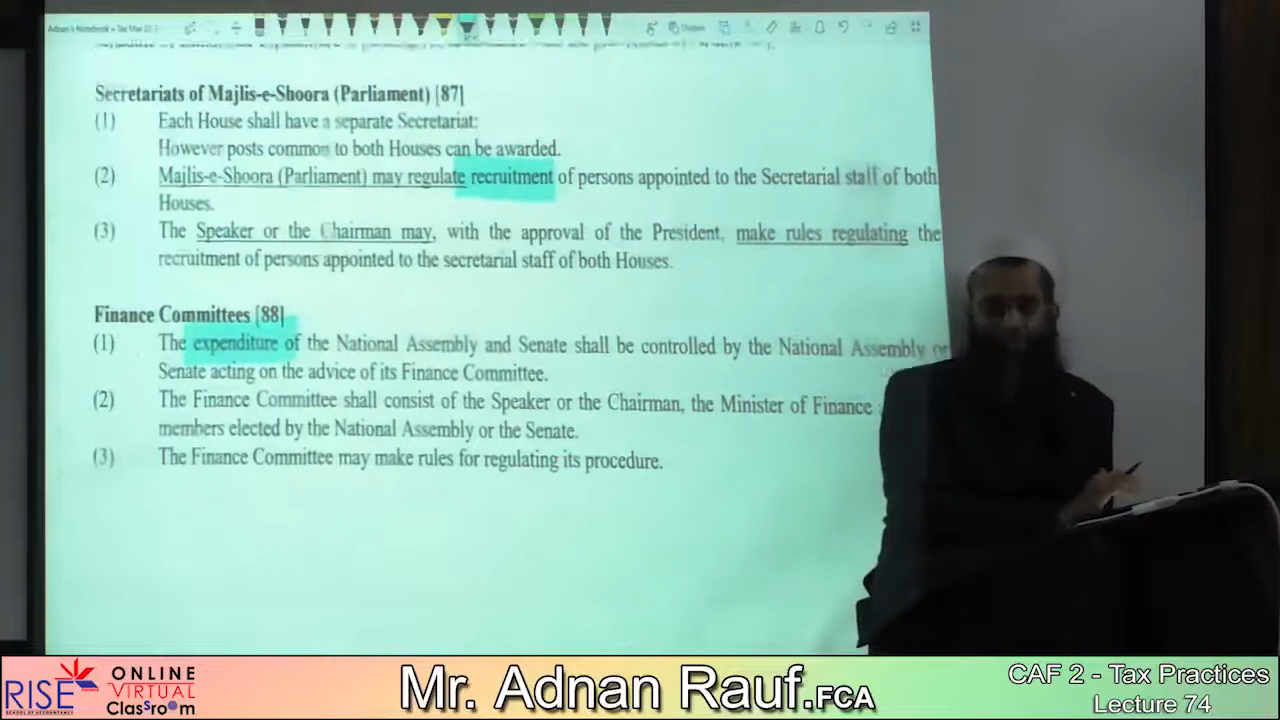 Adnan's Notebook • Tax
Shapes
Secretariats of Majlis-e-Shoora (Parliament) [87]
(1) Each House shall have a separate Secretariat:
However posts common to both Houses can be awarded.
(2) Majlis-e-Shoora (Parliament) may regulate recruitment of persons appointed to the Secretarial staff of both
Houses.
(3) The Speaker or the Chairman may, with the approval of the President, make rules regulating the
recruitment of persons appointed to the secretarial staff of both Houses.
Finance Committees [88]
(1) The expenditure of the National Assembly and Senate shall be controlled by the National Assembly or
Senate acting on the advice of its Finance Committee.
(2) The Finance Committee shall consist of the Speaker or the Chairman, the Minister of Finance
members elected by the National Assembly or the Senate.
(3) The Finance Committee may make rules for regulating its procedure.
RISE
SCHOOL OF ACCOUNTANCY
ONLINE
VIRTUAL
ClasSroom
Mr. Adnan Rauf.FCA
CAF 2 - Tax Practices
Lecture 74